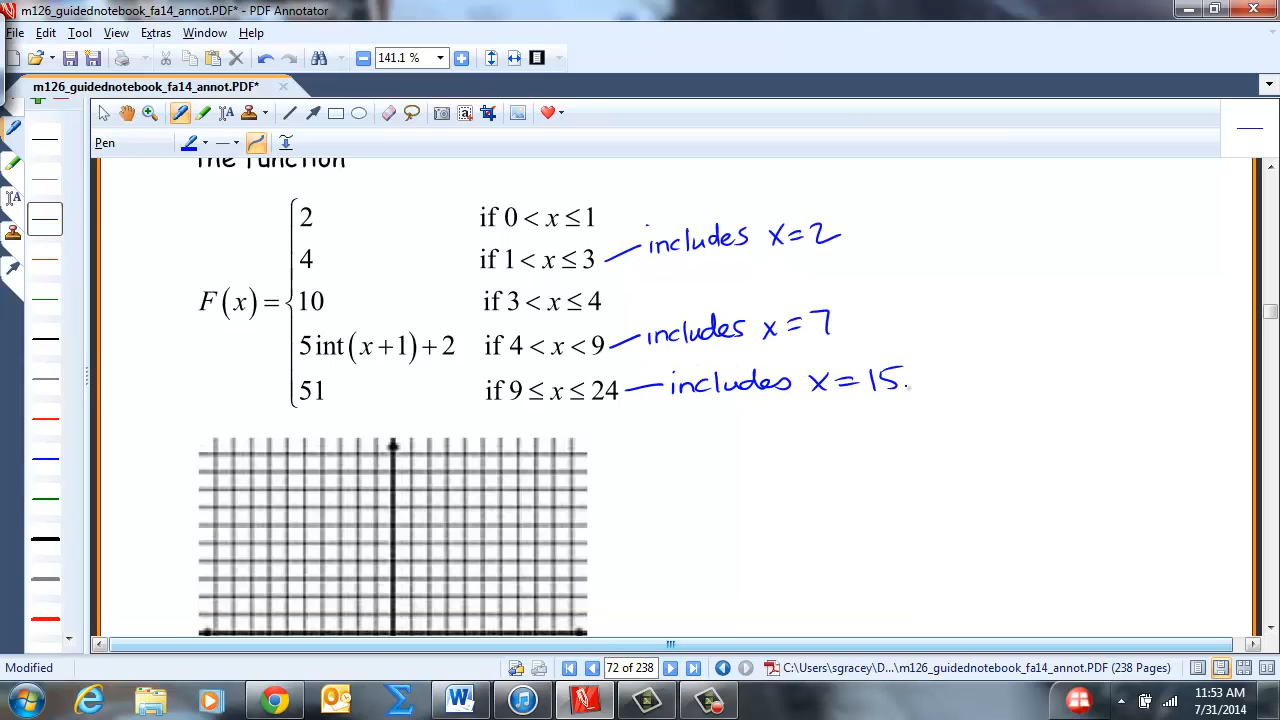 m126_guidednotebook_fa14_annot.PDF* - PDF Annotator
File Edit Tool View Extras Window Help
141.1 %
m126_guidednotebook_fa14_annot.PDF*
Pen
The function
F(x) = { 2 if 0 < x ≤ 1
4 if 1 < x ≤ 3 includes x = 2
10 if 3 < x ≤ 4
5 int(x+1)+2 if 4 < x < 9 includes x = 7
51 if 9 ≤ x ≤ 24 includes x = 15.
Modified 72 of 238 C:\Users\sgracey\D...\m126_guidednotebook_fa14_annot.PDF (238 Pages)
11:53 AM
7/31/2014